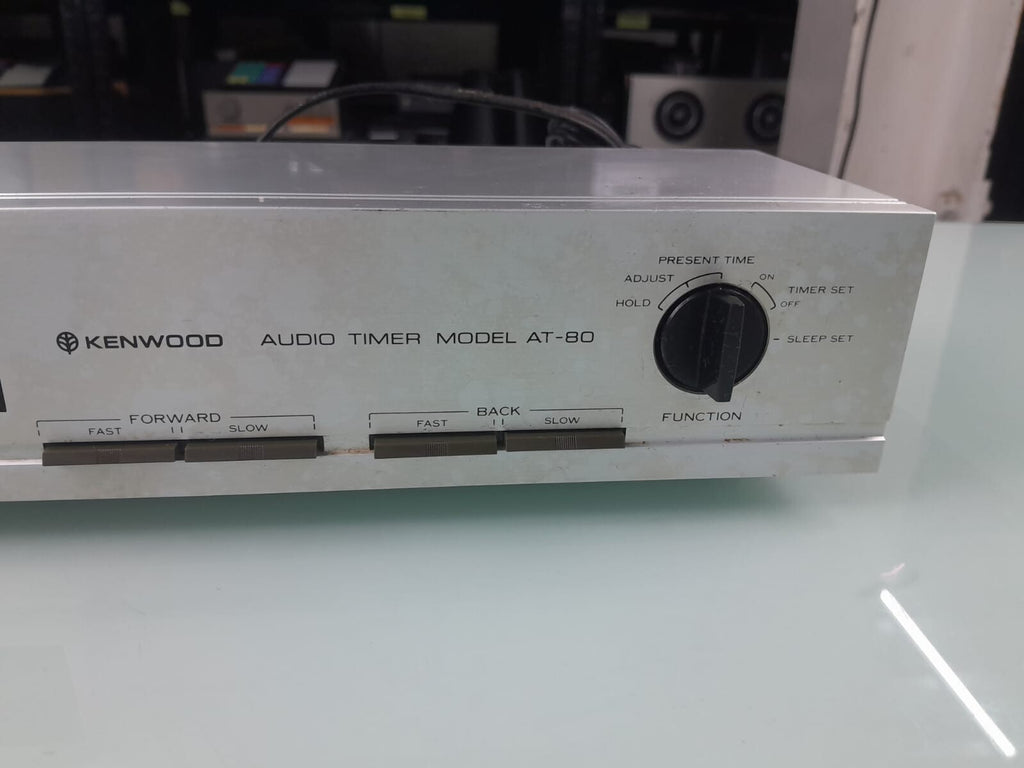 PRESENT TIME
ADJUST
ON
HOLD
TIMER SET
OFF
KENWOOD AUDIO TIMER MODEL AT-80
SLEEP SET
FORWARD
FAST SLOW
BACK
FAST SLOW
FUNCTION